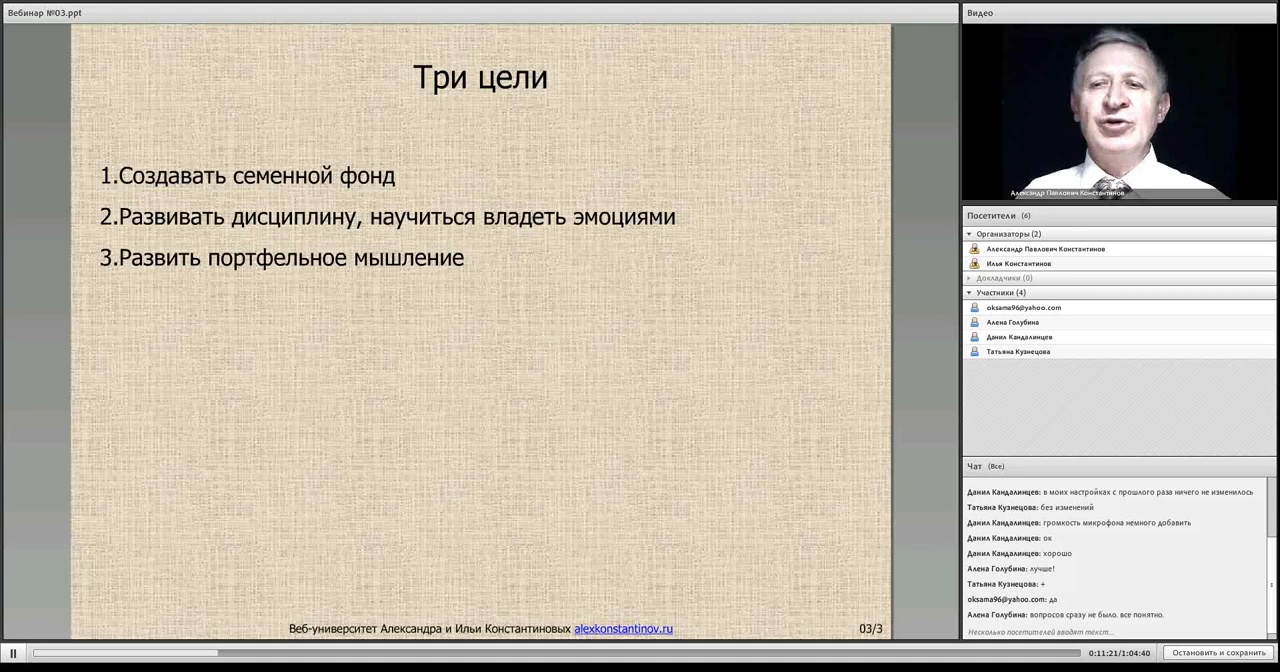 Вебинар №03.ppt
Три цели
1.Создавать семенной фонд
2.Развивать дисциплину, научиться владеть эмоциями
3.Развить портфельное мышление
Веб-университет Александра и Ильи Константиновых alexkonstantinov.ru
03/3
Видео
Александр Павлович Константинов
Посетители (6)
Организаторы (2)
Александр Павлович Константинов
Илья Константинов
Докладчики (0)
Участники (4)
oksama96@yahoo.com
Алена Голубина
Данил Кандалинцев
Татьяна Кузнецова
Чат (Все)
Данил Кандалинцев: в моих настройках с прошлого раза ничего не изменилось
Татьяна Кузнецова: без изменений
Данил Кандалинцев: громкость микрофона немного добавить
Данил Кандалинцев: ок
Данил Кандалинцев: хорошо
Алена Голубина: лучше!
Татьяна Кузнецова: +
oksama96@yahoo.com: да
Алена Голубина: вопросов сразу не было. все понятно.
Несколько посетителей вводят текст...
0:11:21/1:04:40
Остановить и сохранить